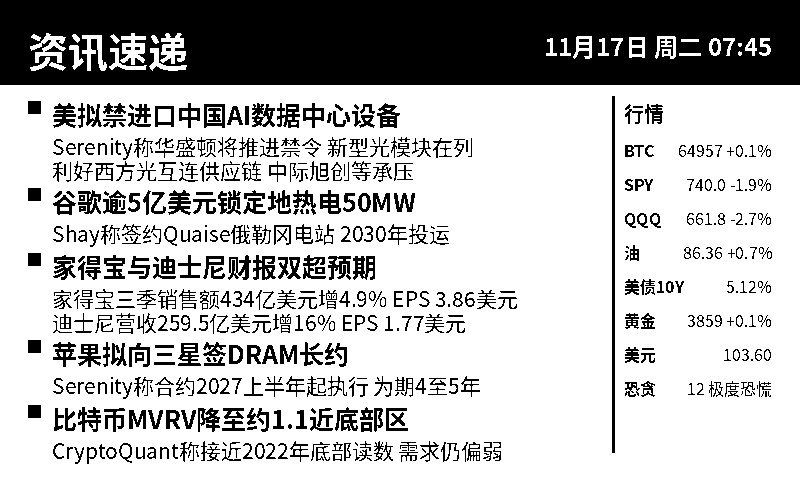 资讯速递
11月17日 周二 07:45
美拟禁进口中国AI数据中心设备
Serenity称华盛顿将推进禁令 新型光模块在列
利好西方光互连供应链 中际旭创等承压
谷歌逾5亿美元锁定地热电50MW
Shay称签约Quaise俄勒冈电站 2030年投运
家得宝与迪士尼财报双超预期
家得宝三季销售额434亿美元增4.9% EPS 3.86美元
迪士尼营收259.5亿美元增16% EPS 1.77美元
苹果拟向三星签DRAM长约
Serenity称合约2027上半年起执行 为期4至5年
比特币MVRV降至约1.1近底部区
CryptoQuant称接近2022年底部读数 需求仍偏弱
行情
BTC 64957 +0.1%
SPY 740.0 -1.9%
QQQ 661.8 -2.7%
油 86.36 +0.7%
美债10Y 5.12%
黄金 3859 +0.1%
美元 103.60
恐贪 12 极度恐慌